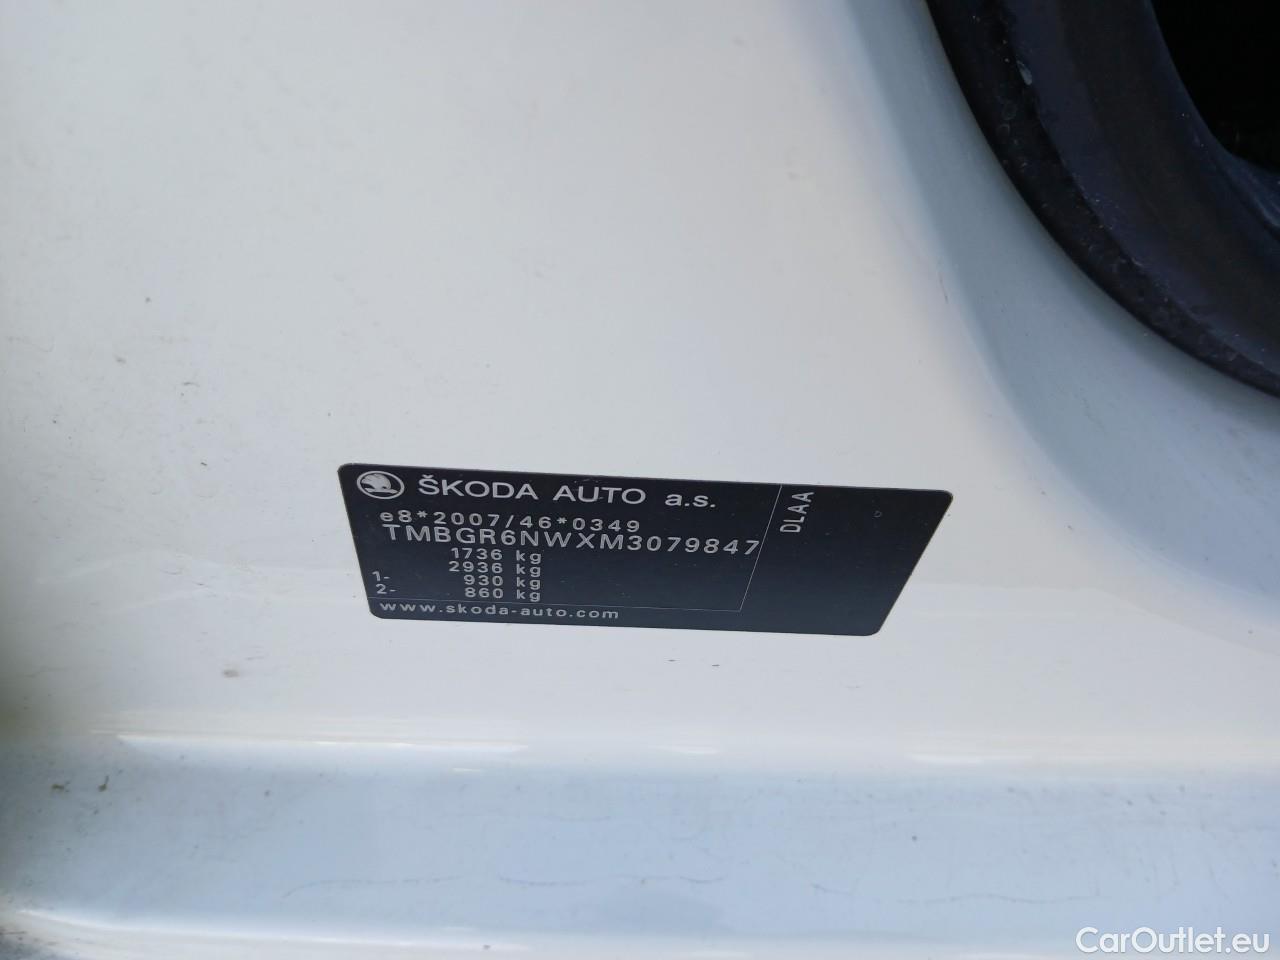 ŠKODA AUTO a.s.
e8*2007/46*0349
TMBGR6NWXM3079847
1736 kg
2936 kg
1- 930 kg
2- 860 kg
www.skoda-auto.com
DLAA
CarOutlet.eu